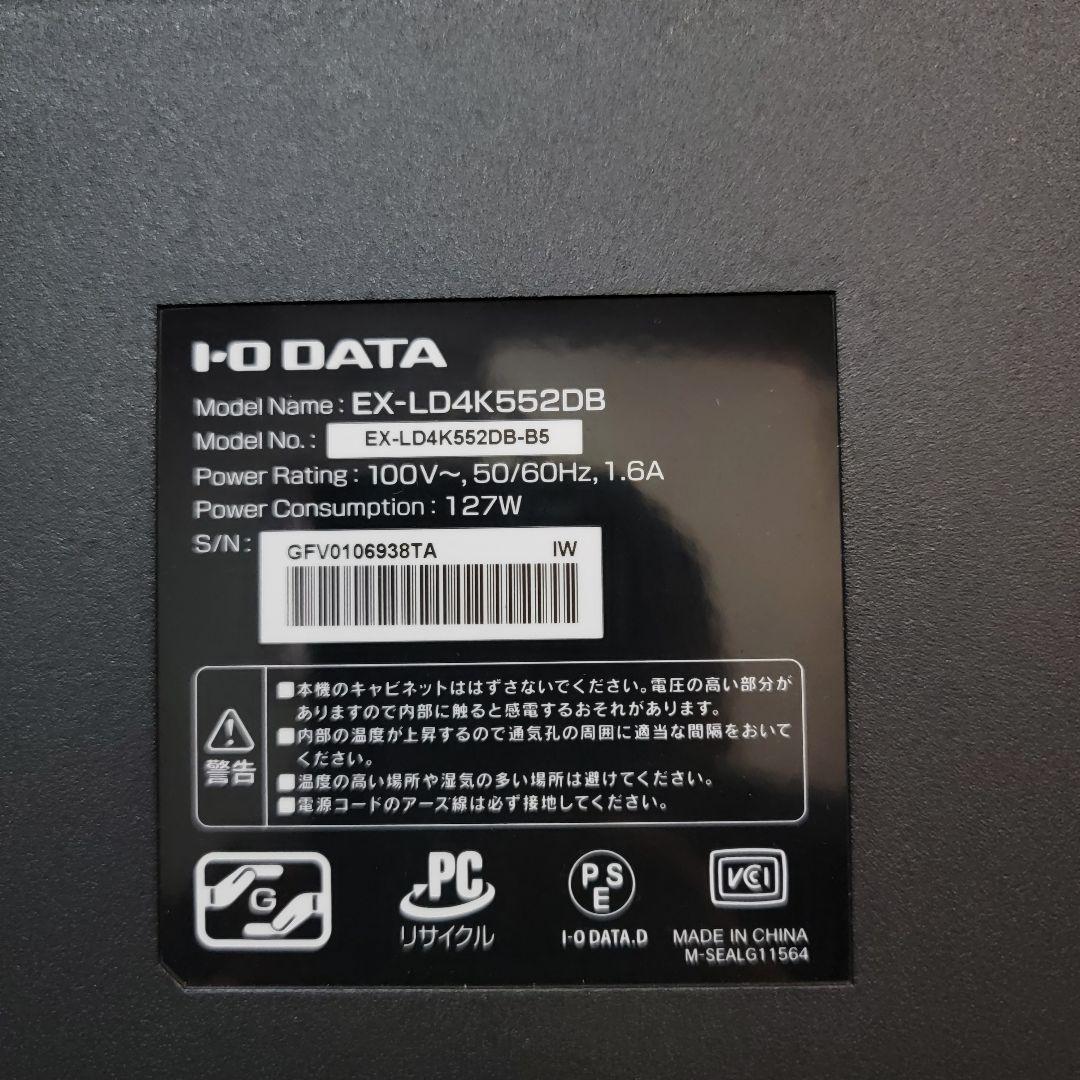 I-O DATA
Model Name : EX-LD4K552DB
Model No. : EX-LD4K552DB-B5
Power Rating : 100V～, 50/60Hz, 1.6A
Power Consumption : 127W
S/N : GFV0106938TA IW
■本機のキャビネットははずさないでください。電圧の高い部分が
ありますので内部に触ると感電するおそれがあります。
■内部の温度が上昇するので通気孔の周囲に適当な間隔をおいて
ください。
警告
■温度の高い場所や湿気の多い場所は避けてください。
■電源コードのアース線は必ず接地してください。
G
PC
リサイクル
PSE
I-O DATA.D
VCI
MADE IN CHINA
M-SEALG11564